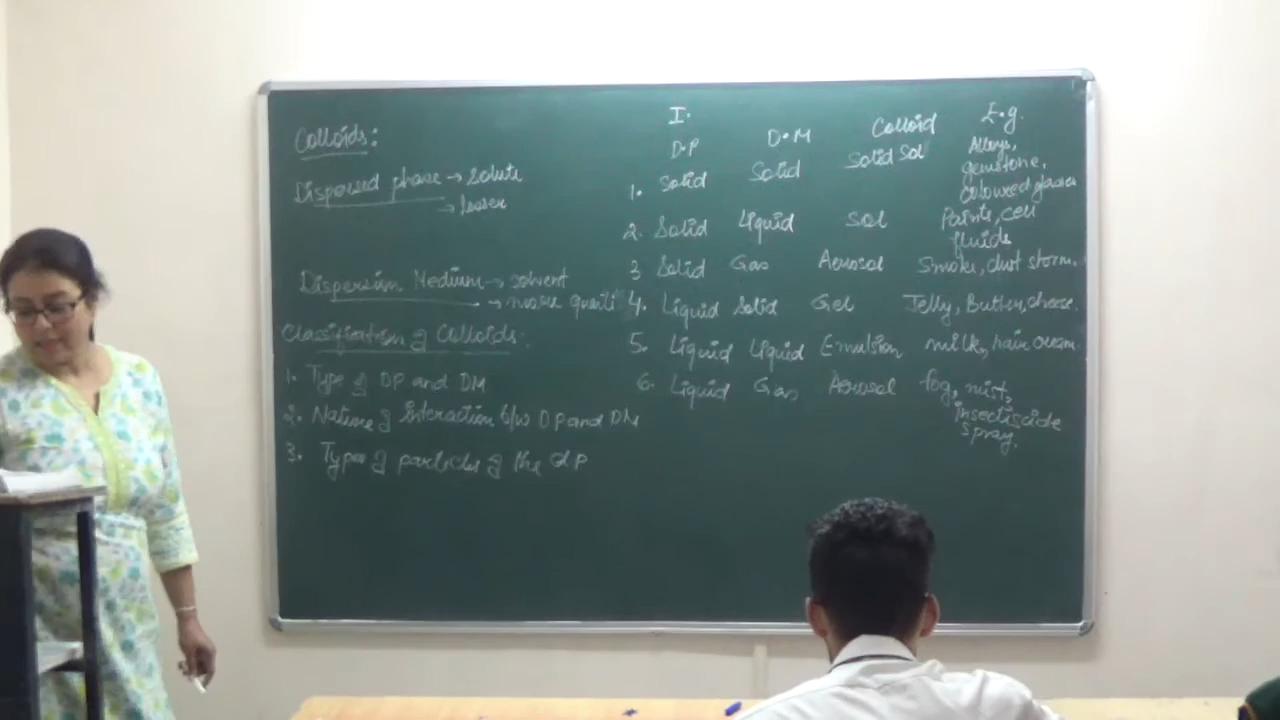 Colloids:
Dispersed phase → solute
→ lesser
Dispersion Medium → solvent
→ more quanti
Classification of Colloids:
1. Type of DP and DM
2. Nature of interaction b/w DP and DM
3. Types of particles of the DP
I.
D.P D.M Colloid E.g.
1. Solid Solid Solid Sol Alloys,
gemstone,
coloured glasses
2. Solid Liquid Sol Paints, cell
fluids
3 Solid Gas Aerosol Smoke, dust storm.
4. Liquid Solid Gel Jelly, Butter, cheese.
5. Liquid Liquid Emulsion milk, hair cream.
6. Liquid Gas Aerosol fog, mist,
insecticide
spray.